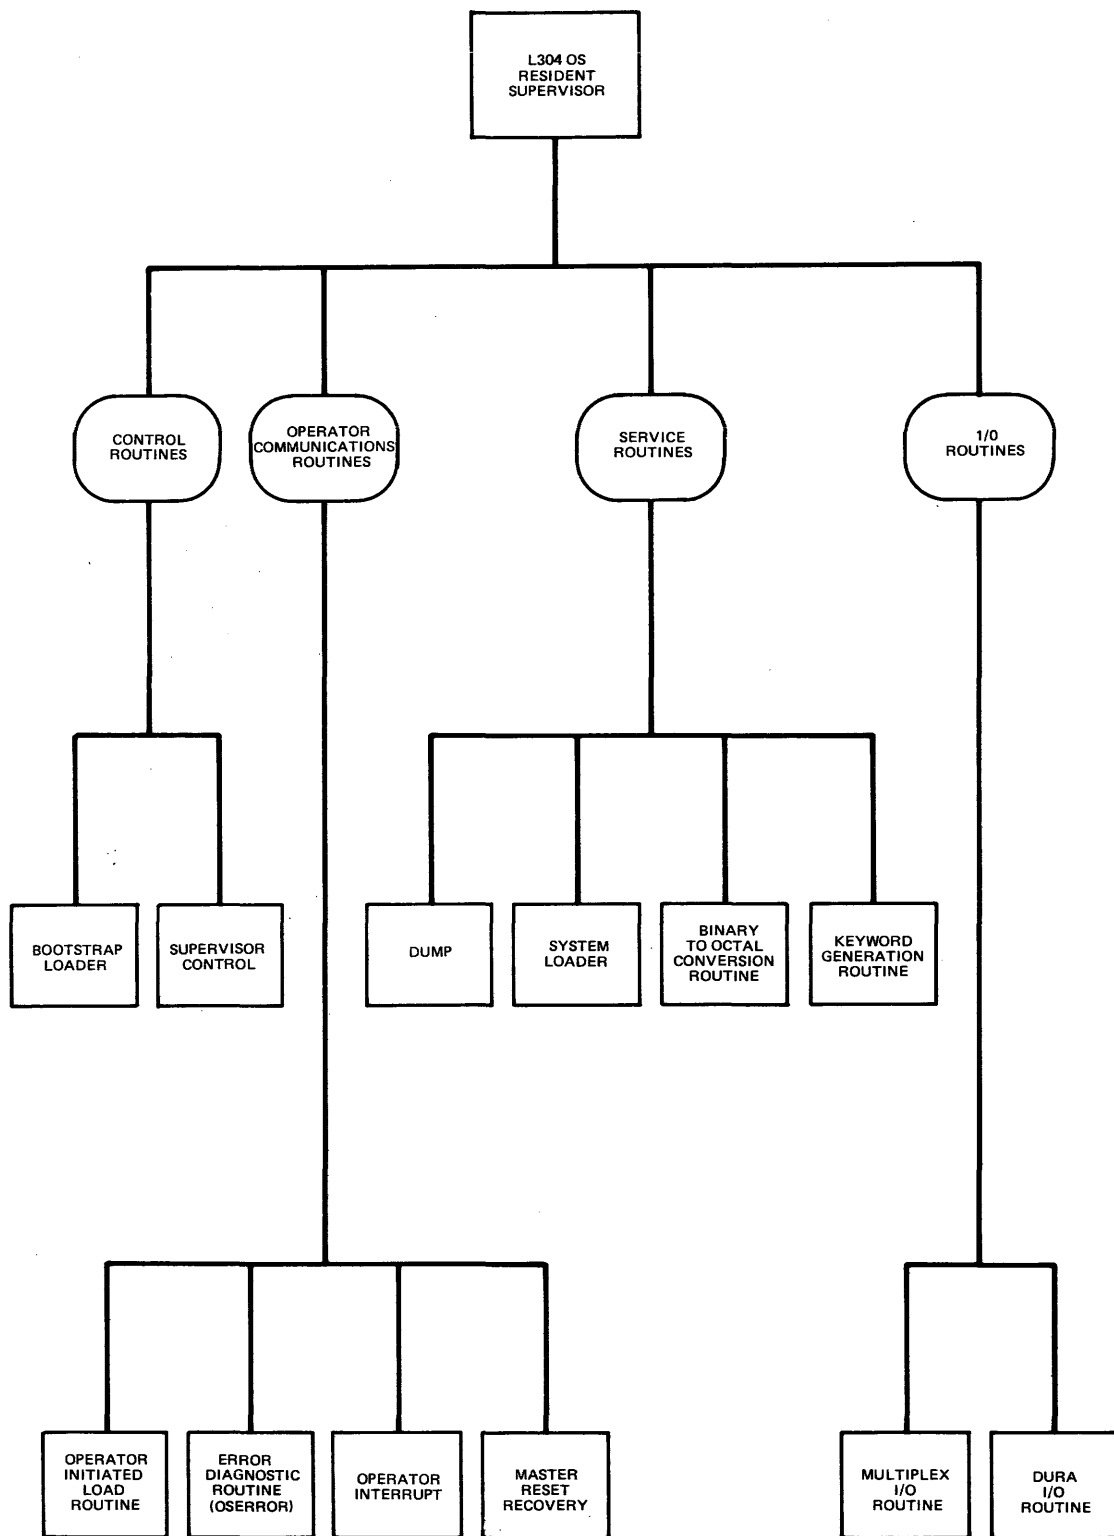 L304 OS
RESIDENT
SUPERVISOR
CONTROL
ROUTINES
OPERATOR
COMMUNICATIONS
ROUTINES
SERVICE
ROUTINES
1/0
ROUTINES
BOOTSTRAP
LOADER
SUPERVISOR
CONTROL
DUMP
SYSTEM
LOADER
BINARY
TO OCTAL
CONVERSION
ROUTINE
KEYWORD
GENERATION
ROUTINE
OPERATOR
INITIATED
LOAD
ROUTINE
ERROR
DIAGNOSTIC
ROUTINE
(OSERROR)
OPERATOR
INTERRUPT
MASTER
RESET
RECOVERY
MULTIPLEX
I/O
ROUTINE
DURA
I/O
ROUTINE